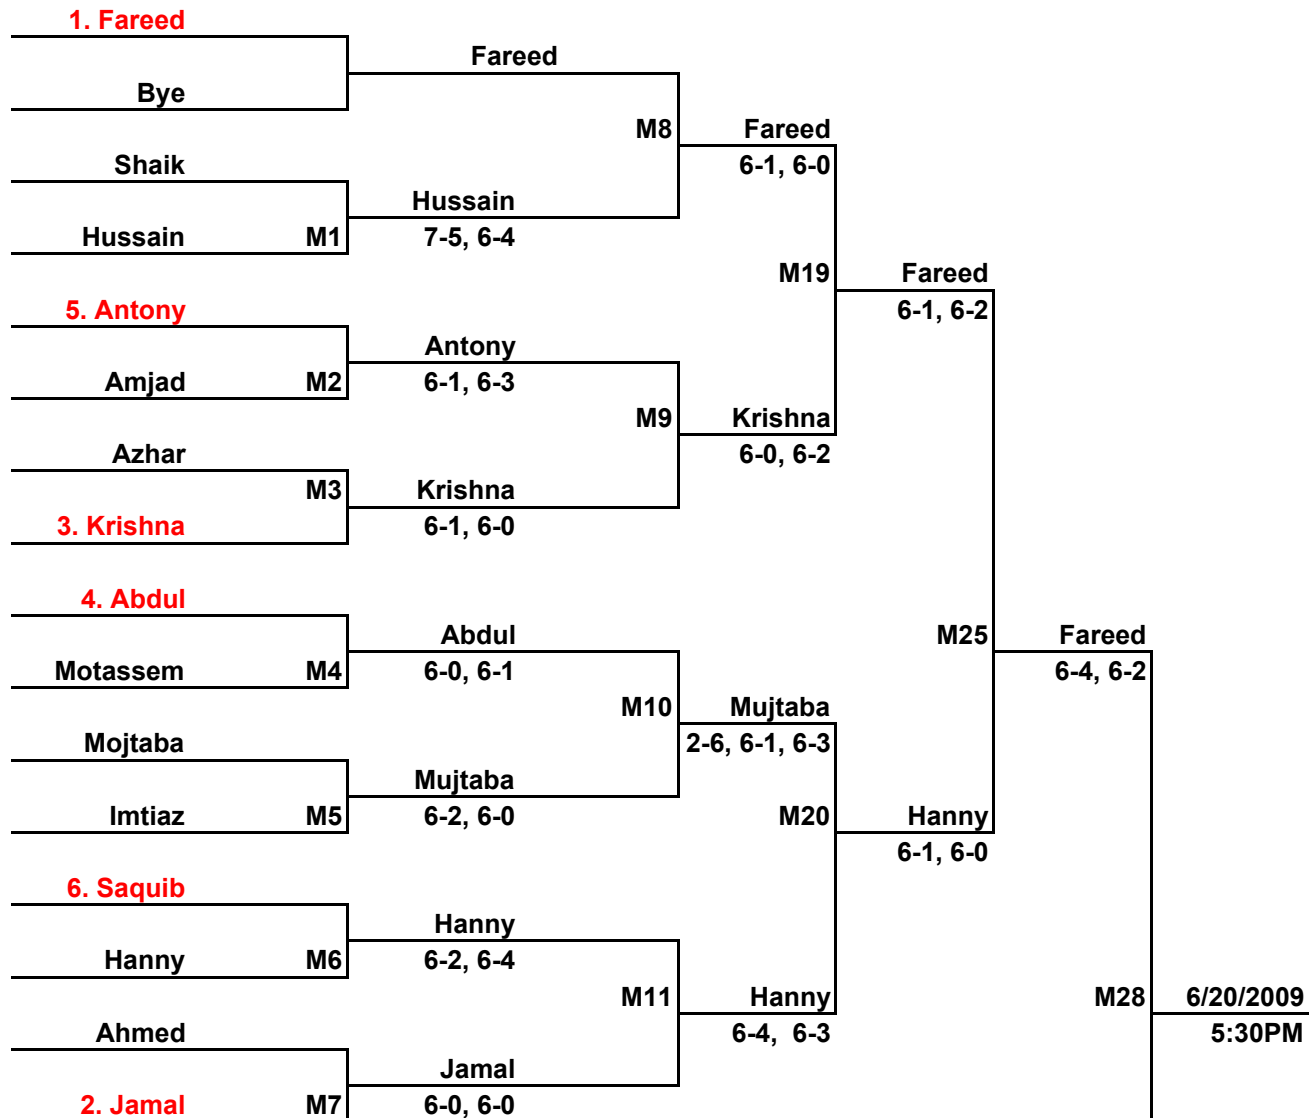 1. Fareed
Fareed
Bye
M8 Fareed
Shaik
6-1, 6-0
Hussain
Hussain M1
7-5, 6-4
M19 Fareed
5. Antony
6-1, 6-2
Antony
Amjad M2
6-1, 6-3
M9 Krishna
Azhar
6-0, 6-2
M3 Krishna
3. Krishna
6-1, 6-0
4. Abdul
Abdul
M25 Fareed
Motassem M4
6-0, 6-1
6-4, 6-2
M10 Mujtaba
Mojtaba
2-6, 6-1, 6-3
Mujtaba
Imtiaz M5
6-2, 6-0
M20 Hanny
6-1, 6-0
6. Saquib
Hanny
Hanny M6
6-2, 6-4
M11 Hanny
M28 6/20/2009
Ahmed
6-4, 6-3
5:30PM
Jamal
2. Jamal M7
6-0, 6-0